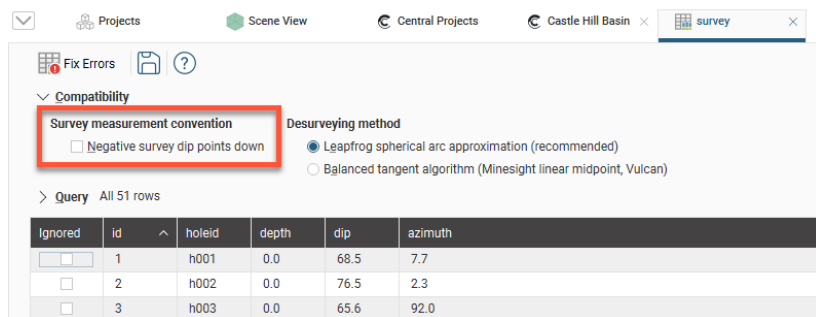 Projects Scene View Central Projects Castle Hill Basin survey
Fix Errors
Compatibility
Survey measurement convention Desurveying method
Negative survey dip points down Leapfrog spherical arc approximation (recommended)
Balanced tangent algorithm (Minesight linear midpoint, Vulcan)
Query All 51 rows
Ignored id holeid depth dip azimuth
1 h001 0.0 68.5 7.7
2 h002 0.0 76.5 2.3
3 h003 0.0 65.6 92.0